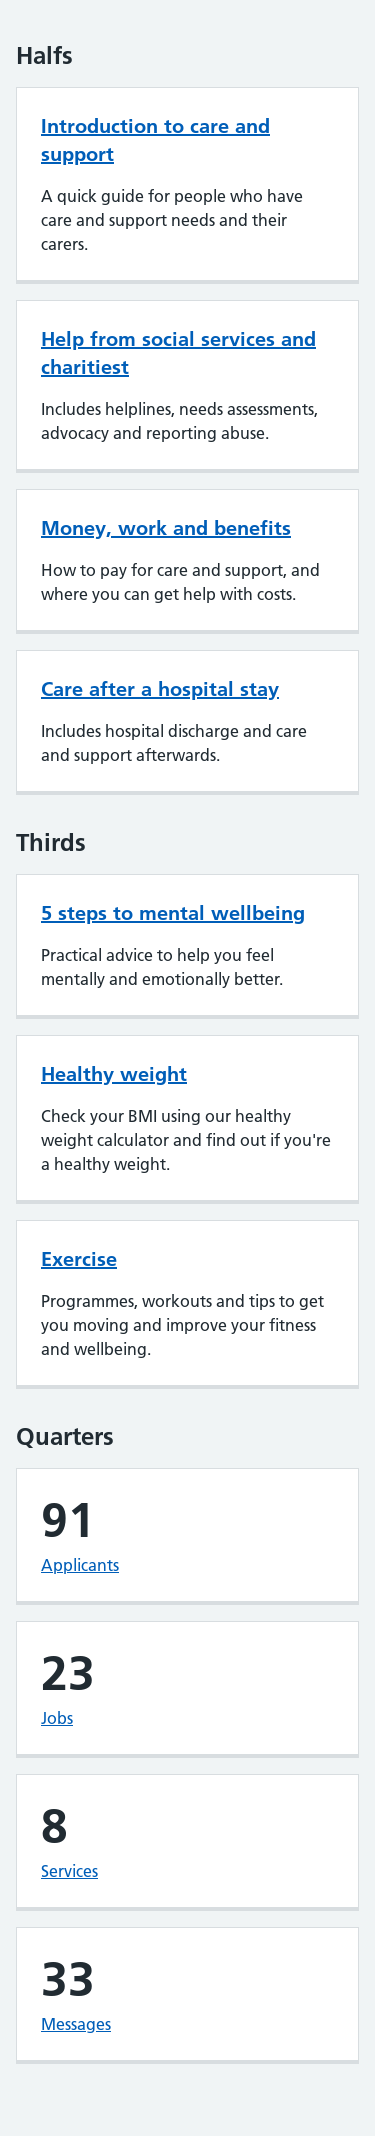 Halfs
Introduction to care and
support
A quick guide for people who have
care and support needs and their
carers.
Help from social services and
charitiest
Includes helplines, needs assessments,
advocacy and reporting abuse.
Money, work and benefits
How to pay for care and support, and
where you can get help with costs.
Care after a hospital stay
Includes hospital discharge and care
and support afterwards.
Thirds
5 steps to mental wellbeing
Practical advice to help you feel
mentally and emotionally better.
Healthy weight
Check your BMI using our healthy
weight calculator and find out if you're
a healthy weight.
Exercise
Programmes, workouts and tips to get
you moving and improve your fitness
and wellbeing.
Quarters
91
Applicants
23
Jobs
8
Services
33
Messages